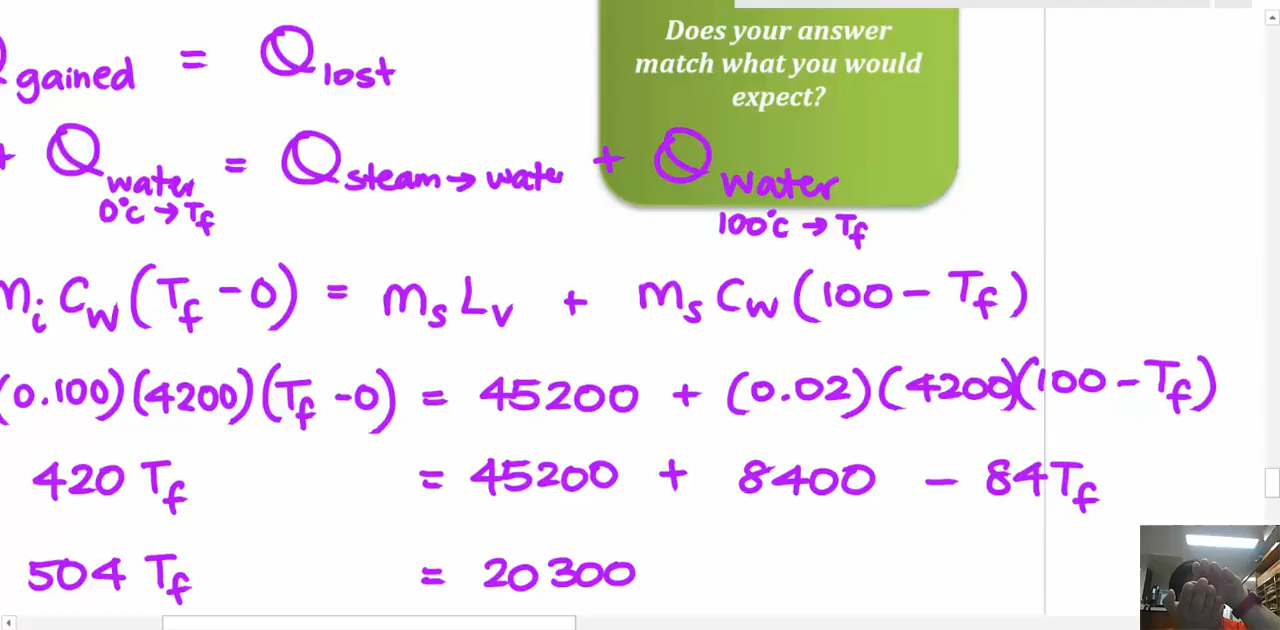 Does your answer
match what you would
expect?
gained = Q lost
+ Q water 0°C → Tf = Q steam → water + Q water 100°C → Tf
mᵢ Cw (Tf - 0) = ms Lv + ms Cw (100 - Tf)
(0.100)(4200)(Tf - 0) = 45200 + (0.02)(4200)(100 - Tf)
420 Tf = 45200 + 8400 - 84Tf
504 Tf = 20300